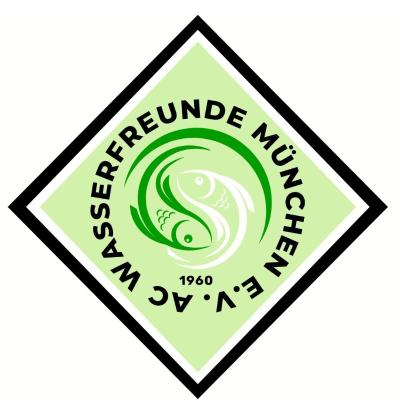 AC WASSERFREUNDE MÜNCHEN E.V.
1960